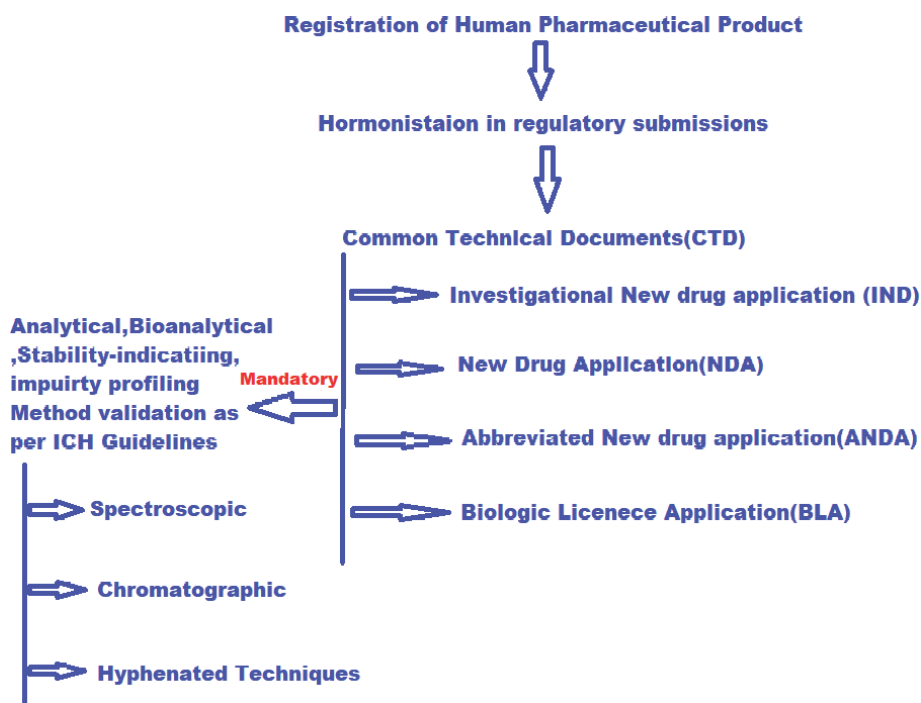 Registration of Human Pharmaceutical Product
Hormonistaion in regulatory submissions
Common Technical Documents(CTD)
Investigational New drug application (IND)
New Drug Application(NDA)
Abbreviated New drug application(ANDA)
Biologic Licenece Application(BLA)
Mandatory
Analytical,Bioanalytical
,Stability-indicatiing,
impuirty profiling
Method validation as
per ICH Guidelines
Spectroscopic
Chromatographic
Hyphenated Techniques